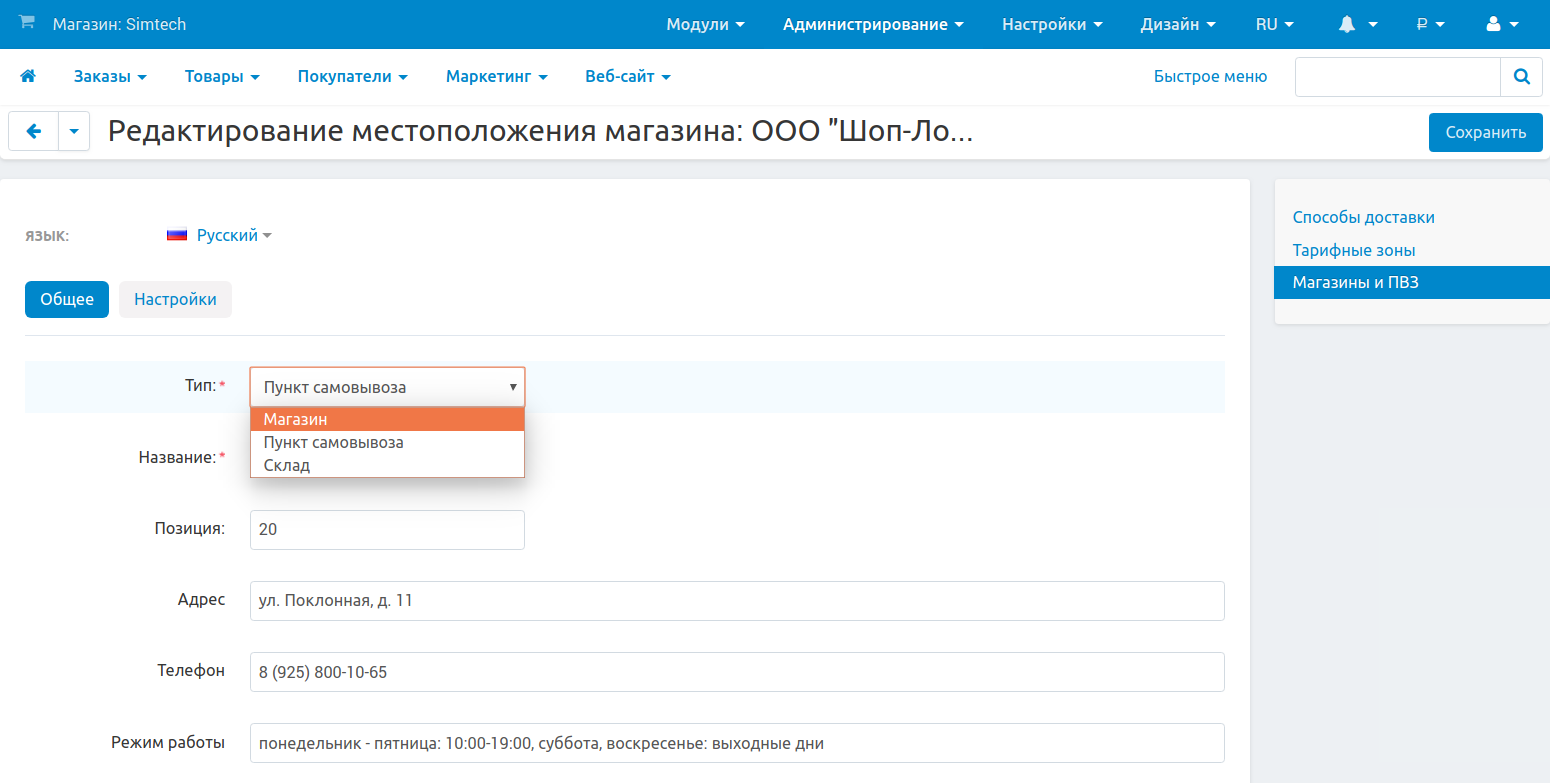 Магазин: Simtech Модули Администрирование Настройки Дизайн RU ₽
Заказы Товары Покупатели Маркетинг Веб-сайт Быстрое меню
Редактирование местоположения магазина: ООО "Шоп-Ло... Сохранить
Способы доставки
ЯЗЫК: Русский
Тарифные зоны
Магазины и ПВЗ
Общее Настройки
Тип:* Пункт самовывоза
Магазин
Пункт самовывоза
Название:*
Склад
Позиция: 20
Адрес ул. Поклонная, д. 11
Телефон 8 (925) 800-10-65
Режим работы понедельник - пятница: 10:00-19:00, суббота, воскресенье: выходные дни